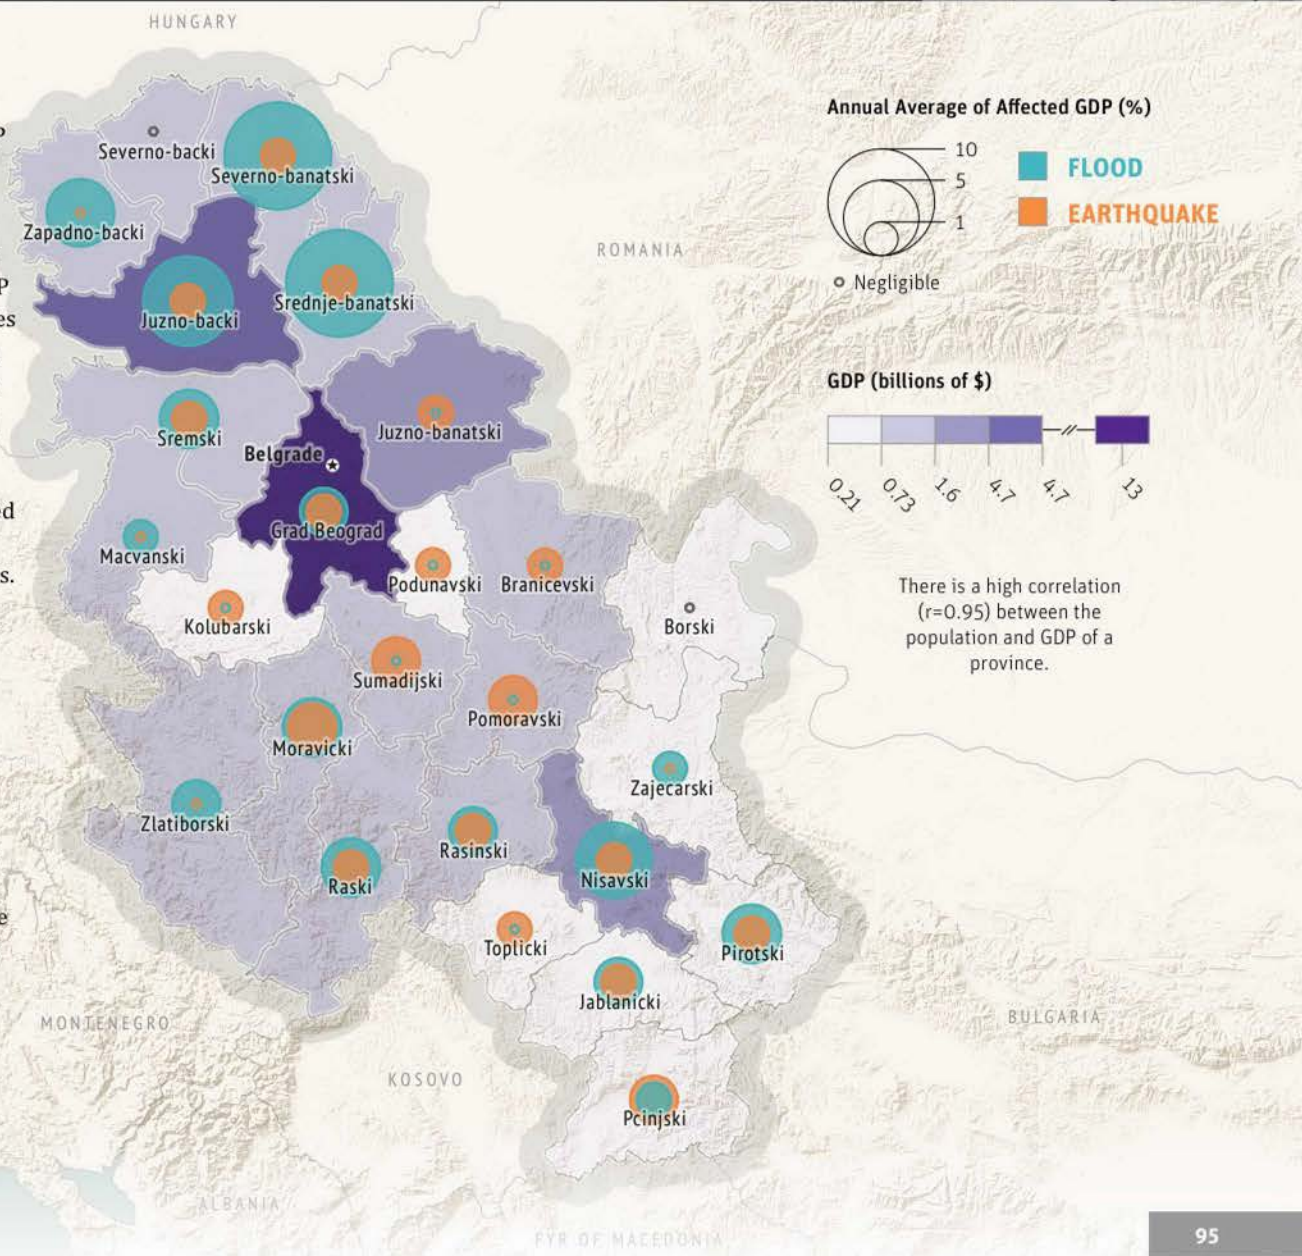 HUNGARY
P
Severno-backi
Severno-banatski
Zapadno-backi
P
es
Juzno-backi
Srednje-banatski
ROMANIA
Annual Average of Affected GDP (%)
10
5
1
FLOOD
EARTHQUAKE
Negligible
GDP (billions of $)
0.21
0.73
1.6
4.7
4.7
13
Sremski
Juzno-banatski
Belgrade
ed
Grad Beograd
Macvanski
s.
Podunavski
Branicevski
Kolubarski
Borski
There is a high correlation
(r=0.95) between the
population and GDP of a
province.
Sumadijski
Pomoravski
Moravicki
Zajecarski
Zlatiborski
Rasinski
Raski
Nisavski
e
Toplicki
Pirotski
Jablanicki
MONTENEGRO
BULGARIA
KOSOVO
Pcinjski
ALBANIA
FYR OF MACEDONIA
95